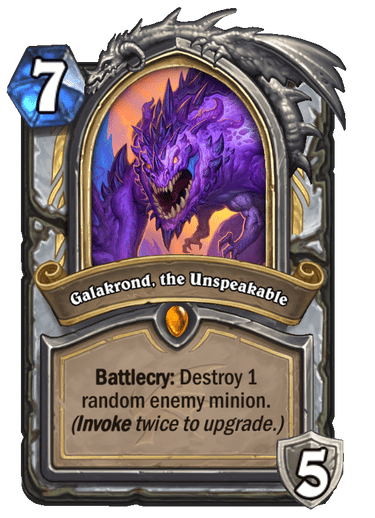 7
Galakrond, the Unspeakable
Battlecry: Destroy 1
random enemy minion.
(Invoke twice to upgrade.)
5